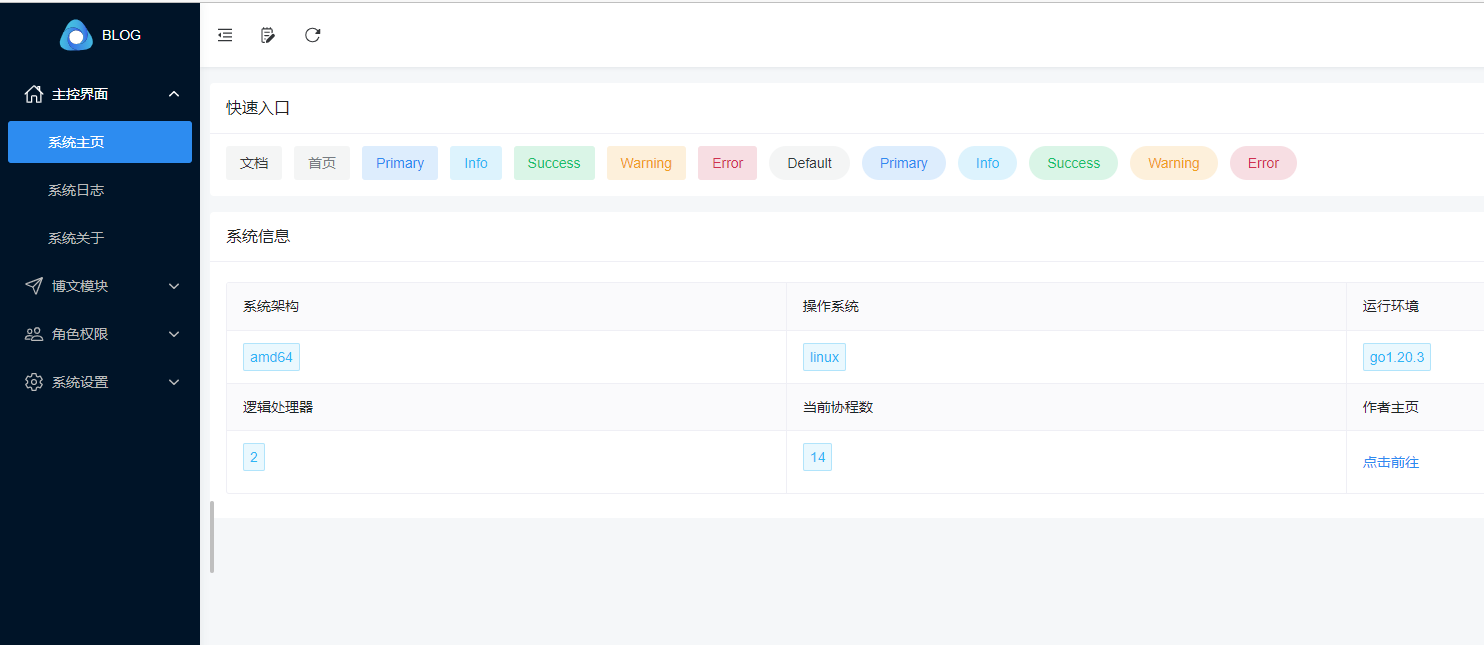 BLOG
主控界面
系统主页
系统日志
系统关于
博文模块
角色权限
系统设置
快速入口
文档 首页 Primary Info Success Warning Error Default Primary Info Success Warning Error
系统信息
系统架构 操作系统 运行环境
amd64 linux go1.20.3
逻辑处理器 当前协程数 作者主页
2 14 点击前往